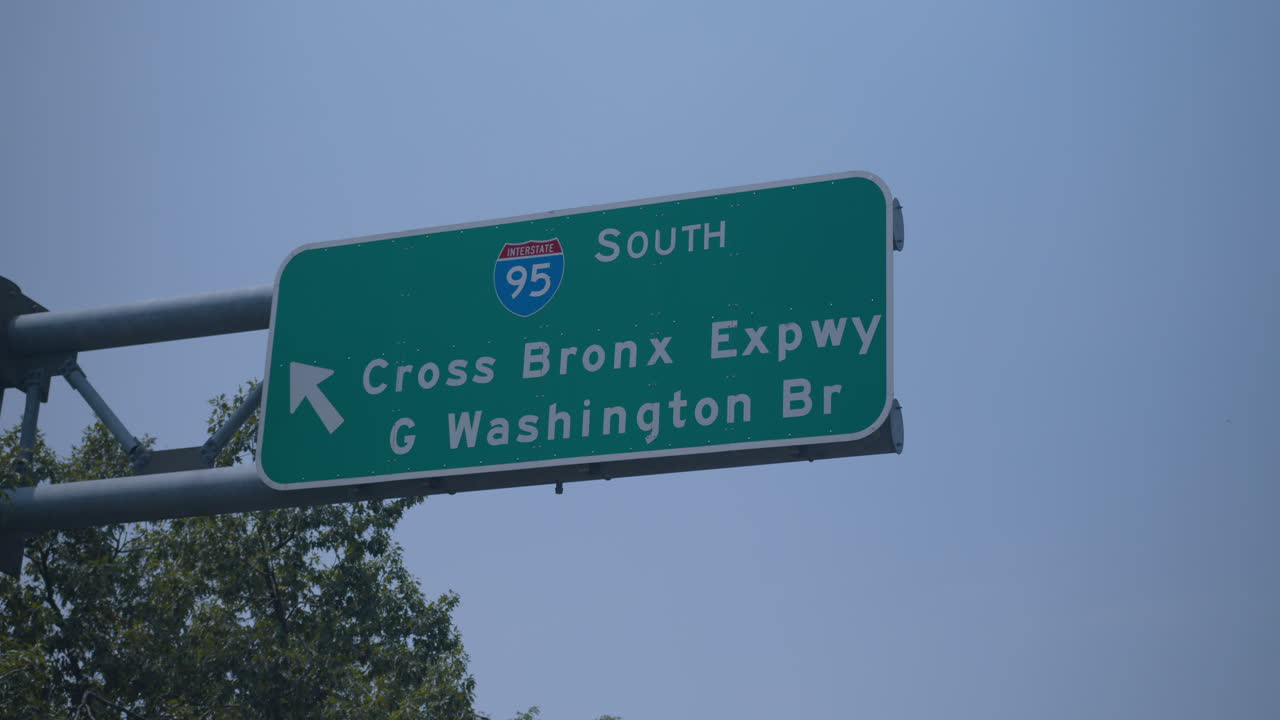 INTERSTATE
95
SOUTH
Cross Bronx Expwy
G Washington Br